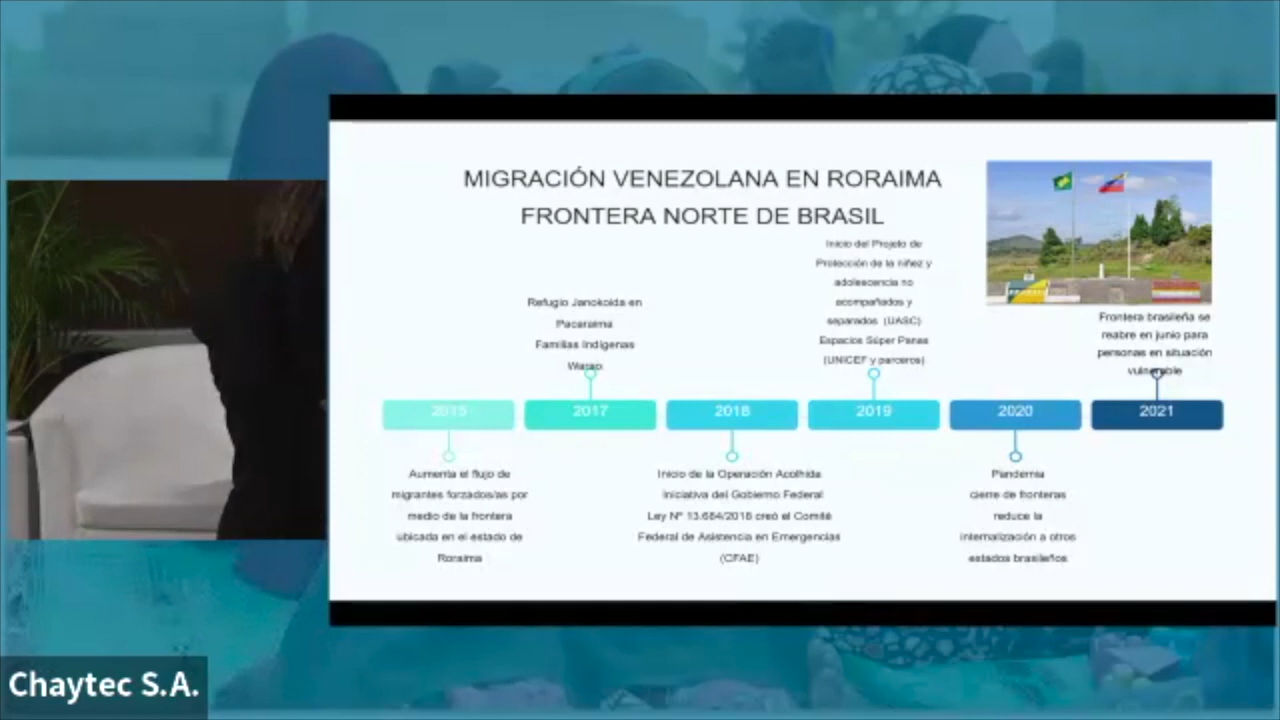 MIGRACIÓN VENEZOLANA EN RORAIMA
FRONTERA NORTE DE BRASIL
Refugio Janokoida en
Pacaraima
Familias Indígenas
Warao
Inicio del Projeto de
Protección de la niñez y
adolescencia no
acompañados y
separados (UASC)
Espacios Súper Panas
(UNICEF y parceros)
Frontera brasileña se
reabre en junio para
personas en situación
vulnerable
2015
2017
2018
2019
2020
2021
Aumenta el flujo de
migrantes forzados/as por
medio de la frontera
ubicada en el estado de
Roraima
Inicio de la Operación Acolhida
Iniciativa del Gobierno Federal
Ley Nº 13.684/2018 creó el Comité
Federal de Asistencia en Emergencias
(CFAE)
Pandemia
cierre de fronteras
reduce la
internalización a otros
estados brasileños
Chaytec S.A.